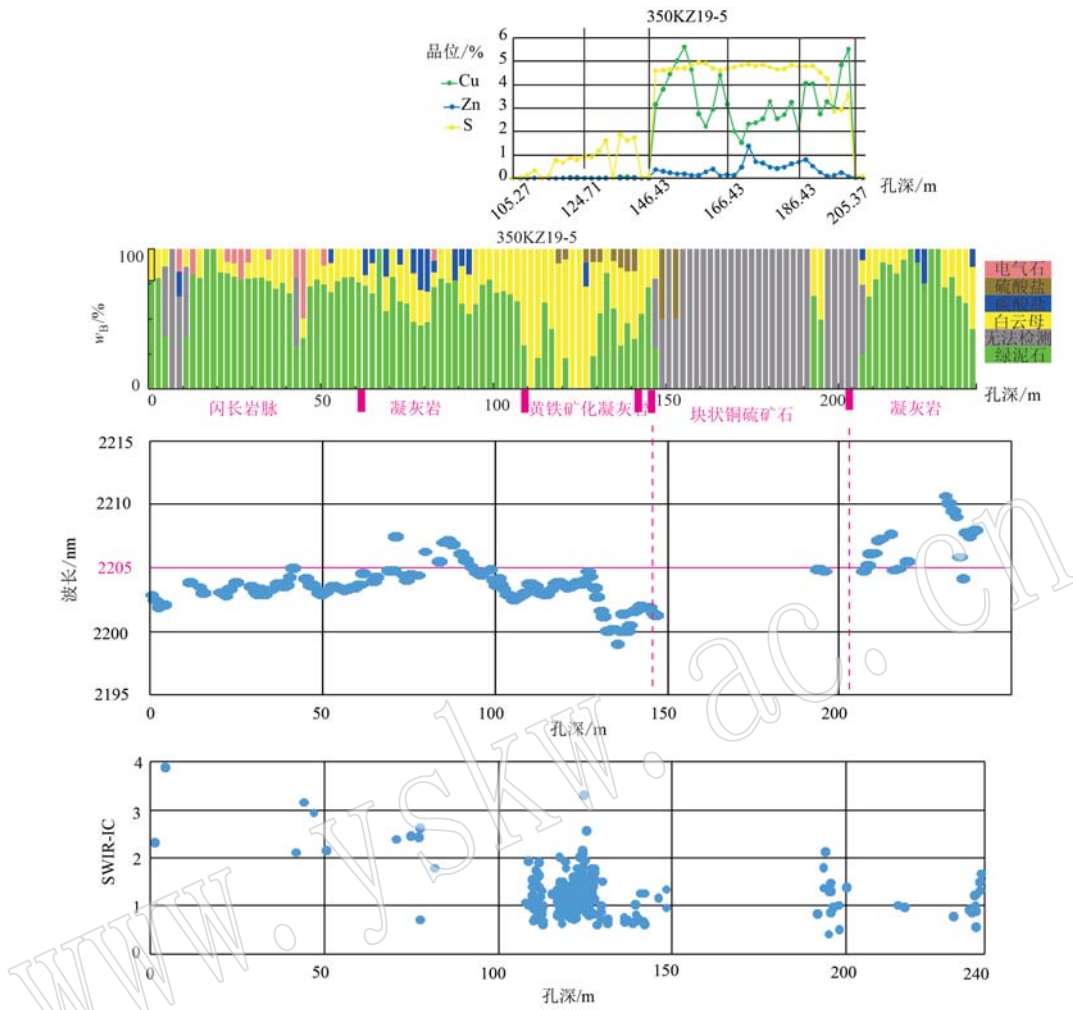 350KZ19-5
品位/%
Cu
Zn
S
6
5
4
3
2
1
0
105.27 124.71 146.43 166.43 186.43 205.37
孔深/m
350KZ19-5
100
0
wB/%
电气石
硫酸盐
碳酸盐
白云母
无法检测
绿泥石
0 50 100 150 200 孔深/m
闪长岩脉 凝灰岩 黄铁矿化凝灰岩 块状铜硫矿石 凝灰岩
2215
2210
2205
2200
2195
波长/nm
0 50 100 150 200
孔深/m
4
3
2
1
0
SWIR-IC
0 50 100 150 200 240
孔深/m
www.yskw.ac.cn